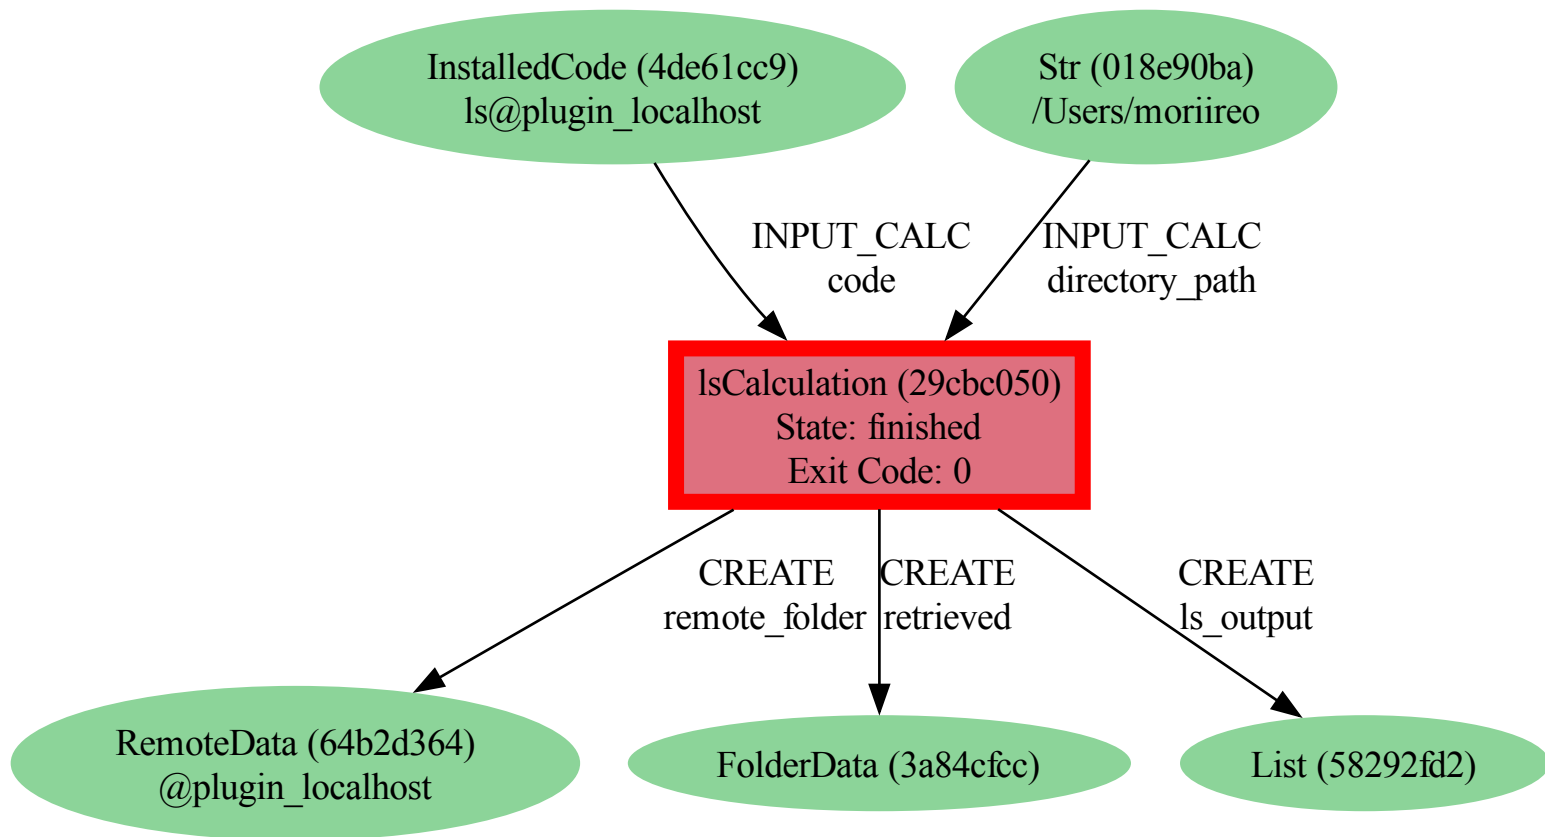 InstalledCode (4de61cc9)
ls@plugin_localhost
Str (018e90ba)
/Users/moriireo
INPUT_CALC
code
INPUT_CALC
directory_path
lsCalculation (29cbc050)
State: finished
Exit Code: 0
CREATE
remote_folder
CREATE
retrieved
CREATE
ls_output
RemoteData (64b2d364)
@plugin_localhost
FolderData (3a84cfcc)
List (58292fd2)